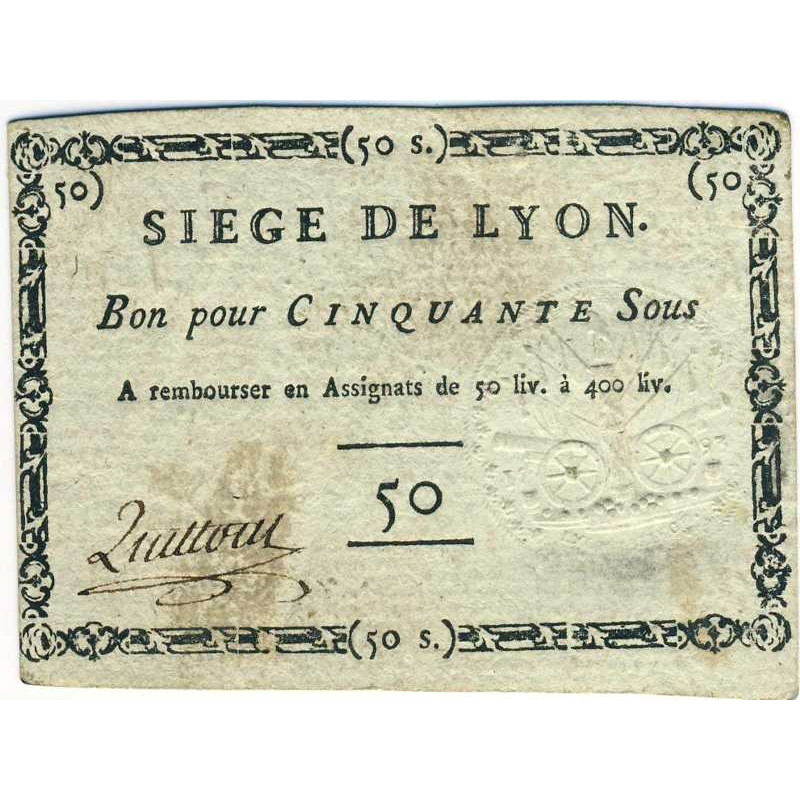 (50 s.)
50) (50
SIEGE DE LYON.
Bon pour CINQUANTE Sous
A rembourser en Assignats de 50 liv. à 400 liv.
50
(50 s.)